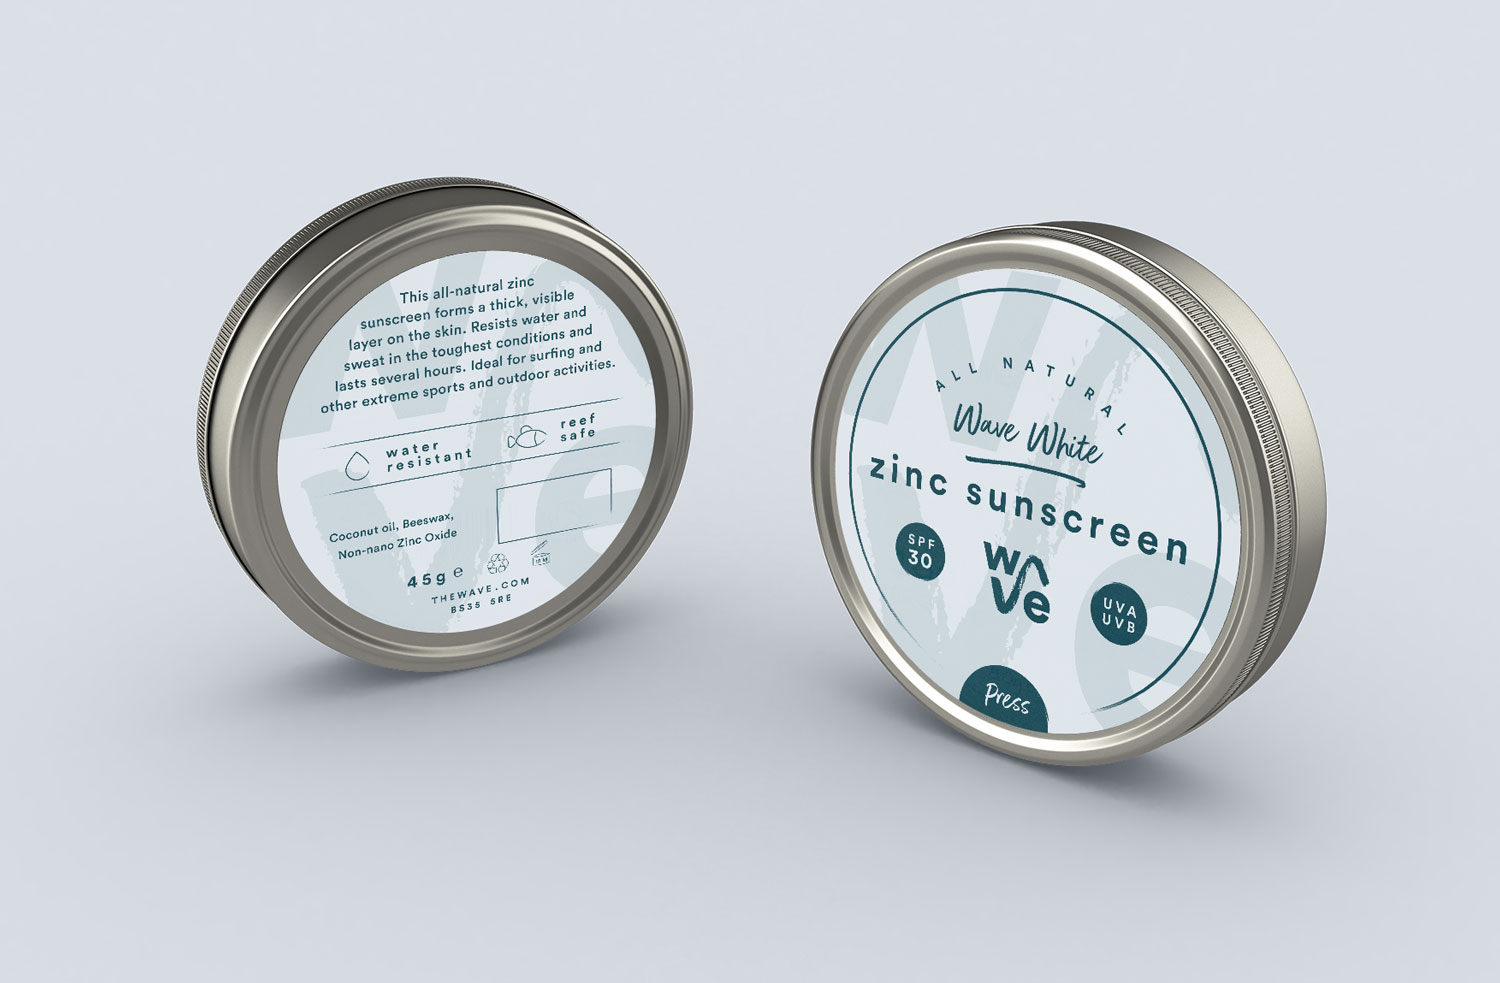 This all-natural zinc
sunscreen forms a thick, visible
layer on the skin. Resists water and
sweat in the toughest conditions and
lasts several hours. Ideal for surfing and
other extreme sports and outdoor activities.
water
resistant
reef
safe
Coconut oil, Beeswax,
Non-nano Zinc Oxide
45g ℮
THEWAVE.COM
BS35 5RE
ALL NATURAL
Wave White
zinc sunscreen
SPF
30
wave
UVA
UVB
Press